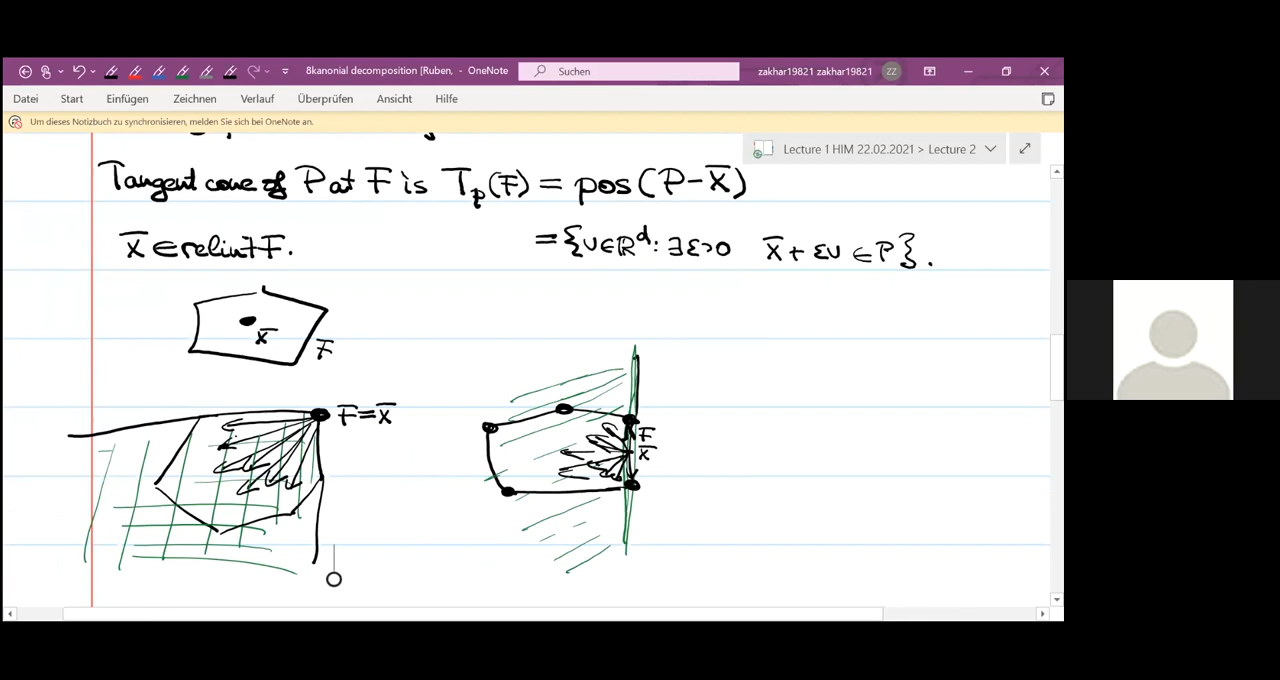 8kanonial decomposition [Ruben, - OneNote
Suchen
zakhar19821 zakhar19821
ZZ
Datei Start Einfügen Zeichnen Verlauf Überprüfen Ansicht Hilfe
Um dieses Notizbuch zu synchronisieren, melden Sie sich bei OneNote an.
Lecture 1 HIM 22.02.2021 > Lecture 2
Tangent cone of P at F is T_P(F) = pos(P-x̄)
x̄ ∈ relint F.
= {v∈ℝ^d: ∃ε>0 x̄ + εv ∈ P}.
x̄
F
F=x̄
F
x̄